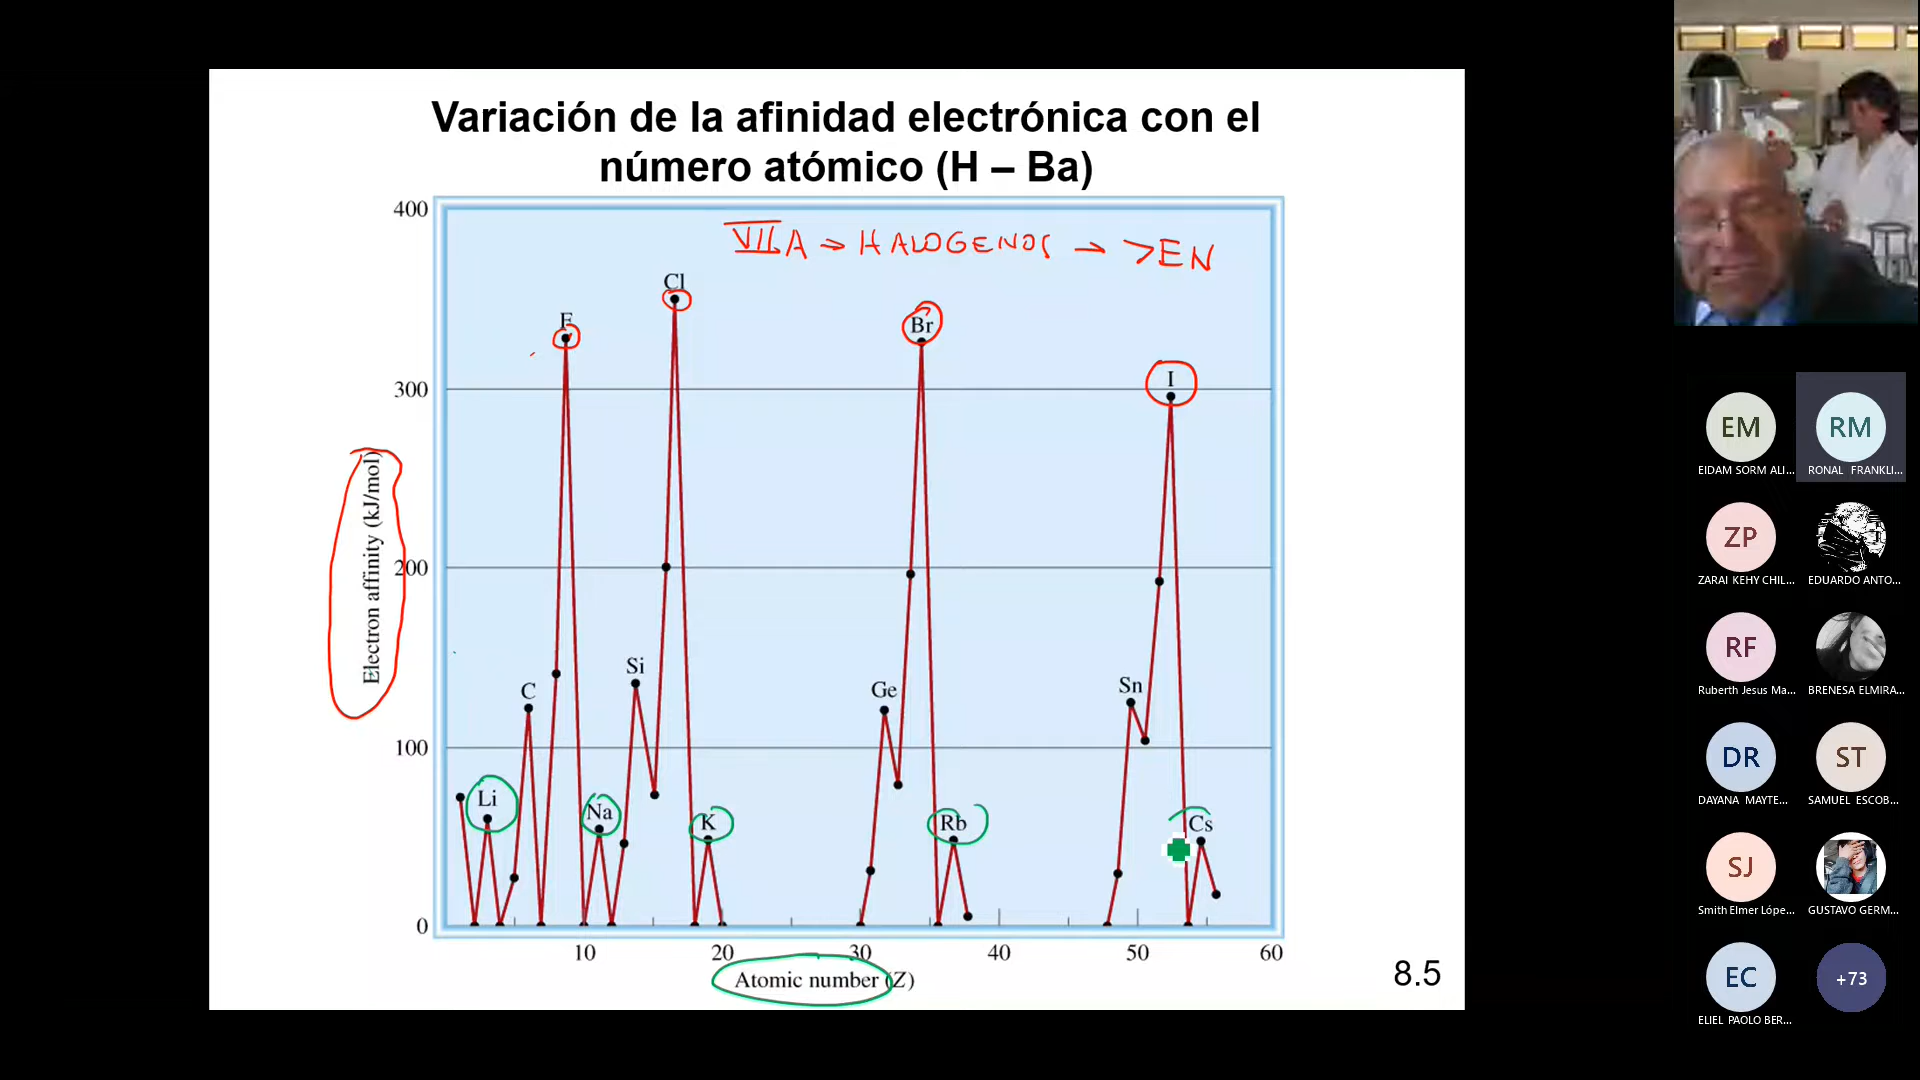 Variación de la afinidad electrónica con el
número atómico (H – Ba)
400
300
200
100
0
Electron affinity (kJ/mol)
VII A → HALOGENOS → >EN
F
Cl
Br
I
C
Si
Ge
Sn
Li
Na
K
Rb
Cs
10
20
30
40
50
60
Atomic number (Z)
8.5
EM
EIDAM SORM ALI...
RM
RONAL FRANKLI...
ZP
ZARAI KEHY CHIL...
EDUARDO ANTO...
RF
Ruberth Jesus Ma...
BRENESA ELMIRA...
DR
DAYANA MAYTE...
ST
SAMUEL ESCOB...
SJ
Smith Elmer Lópe...
GUSTAVO GERM...
EC
ELIEL PAOLO BER...
+73